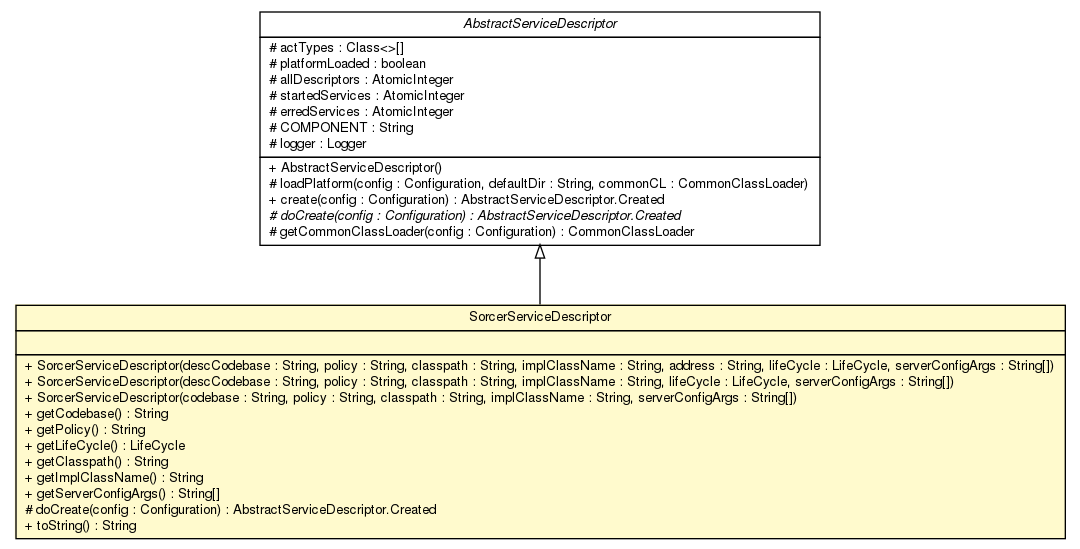 AbstractServiceDescriptor
# actTypes : Class<>[]
# platformLoaded : boolean
# allDescriptors : AtomicInteger
# startedServices : AtomicInteger
# erredServices : AtomicInteger
# COMPONENT : String
# logger : Logger
+ AbstractServiceDescriptor()
# loadPlatform(config : Configuration, defaultDir : String, commonCL : CommonClassLoader)
+ create(config : Configuration) : AbstractServiceDescriptor.Created
# doCreate(config : Configuration) : AbstractServiceDescriptor.Created
# getCommonClassLoader(config : Configuration) : CommonClassLoader
SorcerServiceDescriptor
+ SorcerServiceDescriptor(descCodebase : String, policy : String, classpath : String, implClassName : String, address : String, lifeCycle : LifeCycle, serverConfigArgs : String[])
+ SorcerServiceDescriptor(descCodebase : String, policy : String, classpath : String, implClassName : String, lifeCycle : LifeCycle, serverConfigArgs : String[])
+ SorcerServiceDescriptor(codebase : String, policy : String, classpath : String, implClassName : String, serverConfigArgs : String[])
+ getCodebase() : String
+ getPolicy() : String
+ getLifeCycle() : LifeCycle
+ getClasspath() : String
+ getImplClassName() : String
+ getServerConfigArgs() : String[]
# doCreate(config : Configuration) : AbstractServiceDescriptor.Created
+ toString() : String